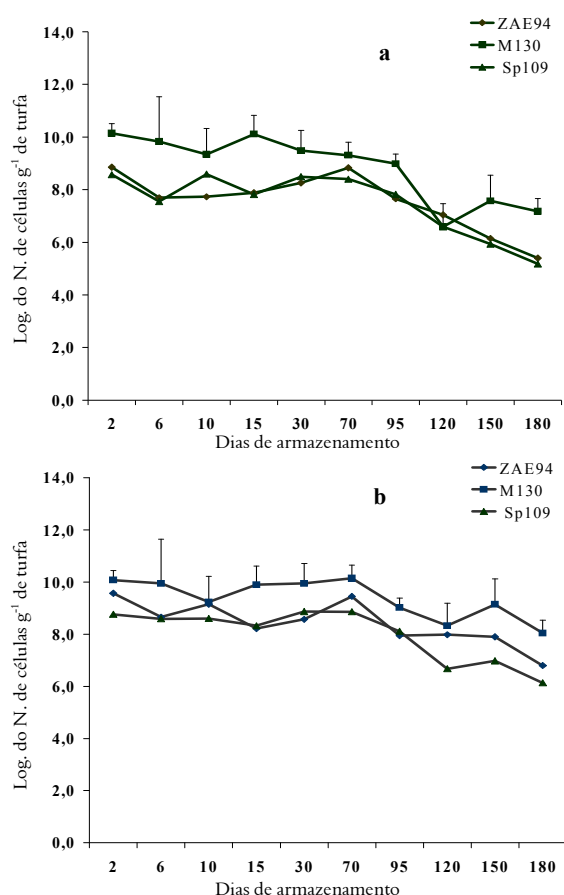 ZAE94
M130
Sp109
a
14,0
12,0
10,0
8,0
6,0
4,0
2,0
0,0
Log. do N. de células g⁻¹ de turfa
2 6 10 15 30 70 95 120 150 180
Dias de armazenamento
ZAE94
M130
Sp109
b
14,0
12,0
10,0
8,0
6,0
4,0
2,0
0,0
Log. do N. de células g⁻¹ de turfa
2 6 10 15 30 70 95 120 150 180
Dias de armazenamento